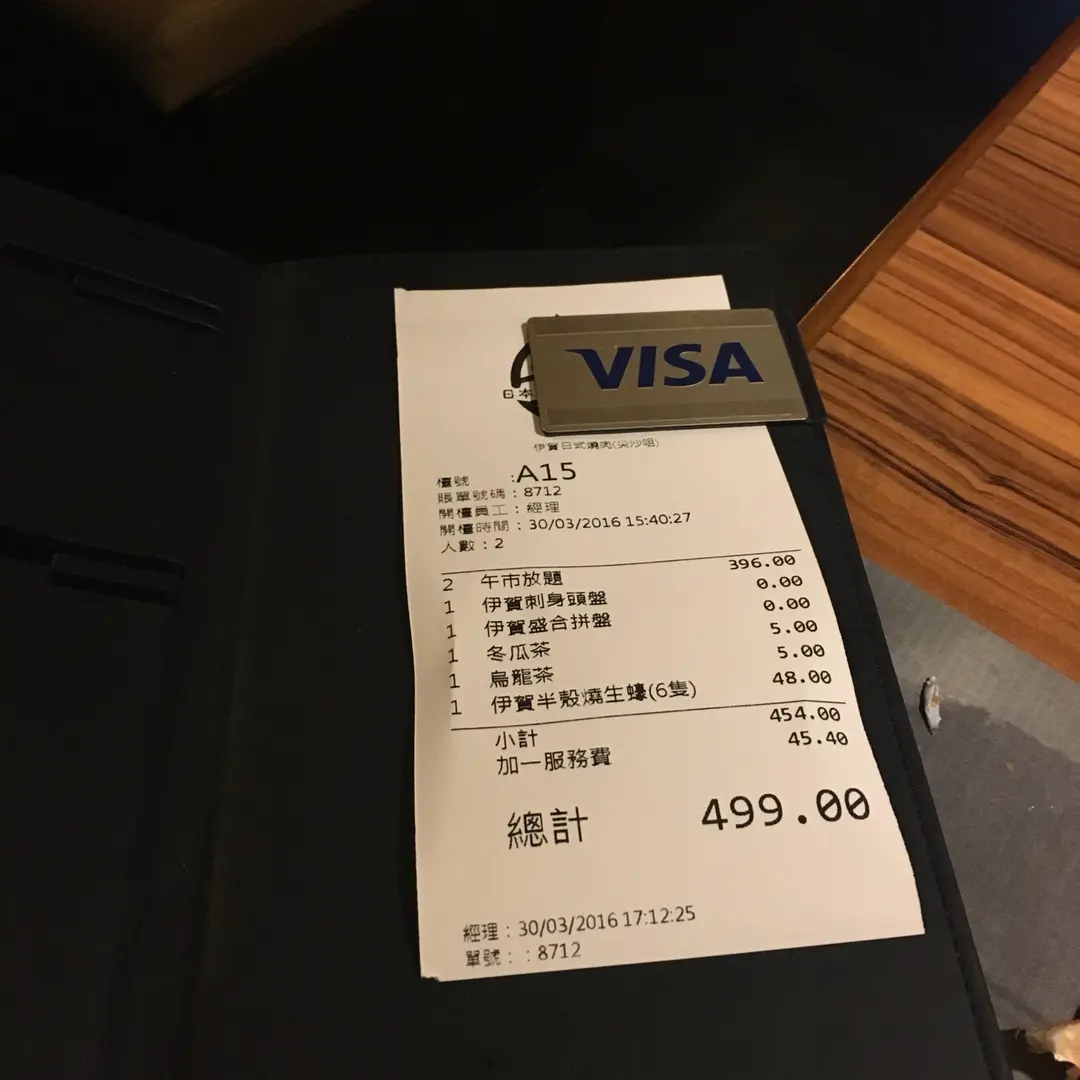 VISA
日本
伊賀日式燒肉(尖沙咀)
檯號 :A15
賬單號碼 : 8712
開檯員工 : 經理
開檯時間 : 30/03/2016 15:40:27
人數 : 2
2 午市放題 396.00
1 伊賀刺身頭盤 0.00
1 伊賀盛合拼盤 0.00
1 冬瓜茶 5.00
1 烏龍茶 5.00
1 伊賀半殼燒生蠔(6隻) 48.00
小計 454.00
加一服務費 45.40
總計 499.00
經理 : 30/03/2016 17:12:25
單號 : : 8712